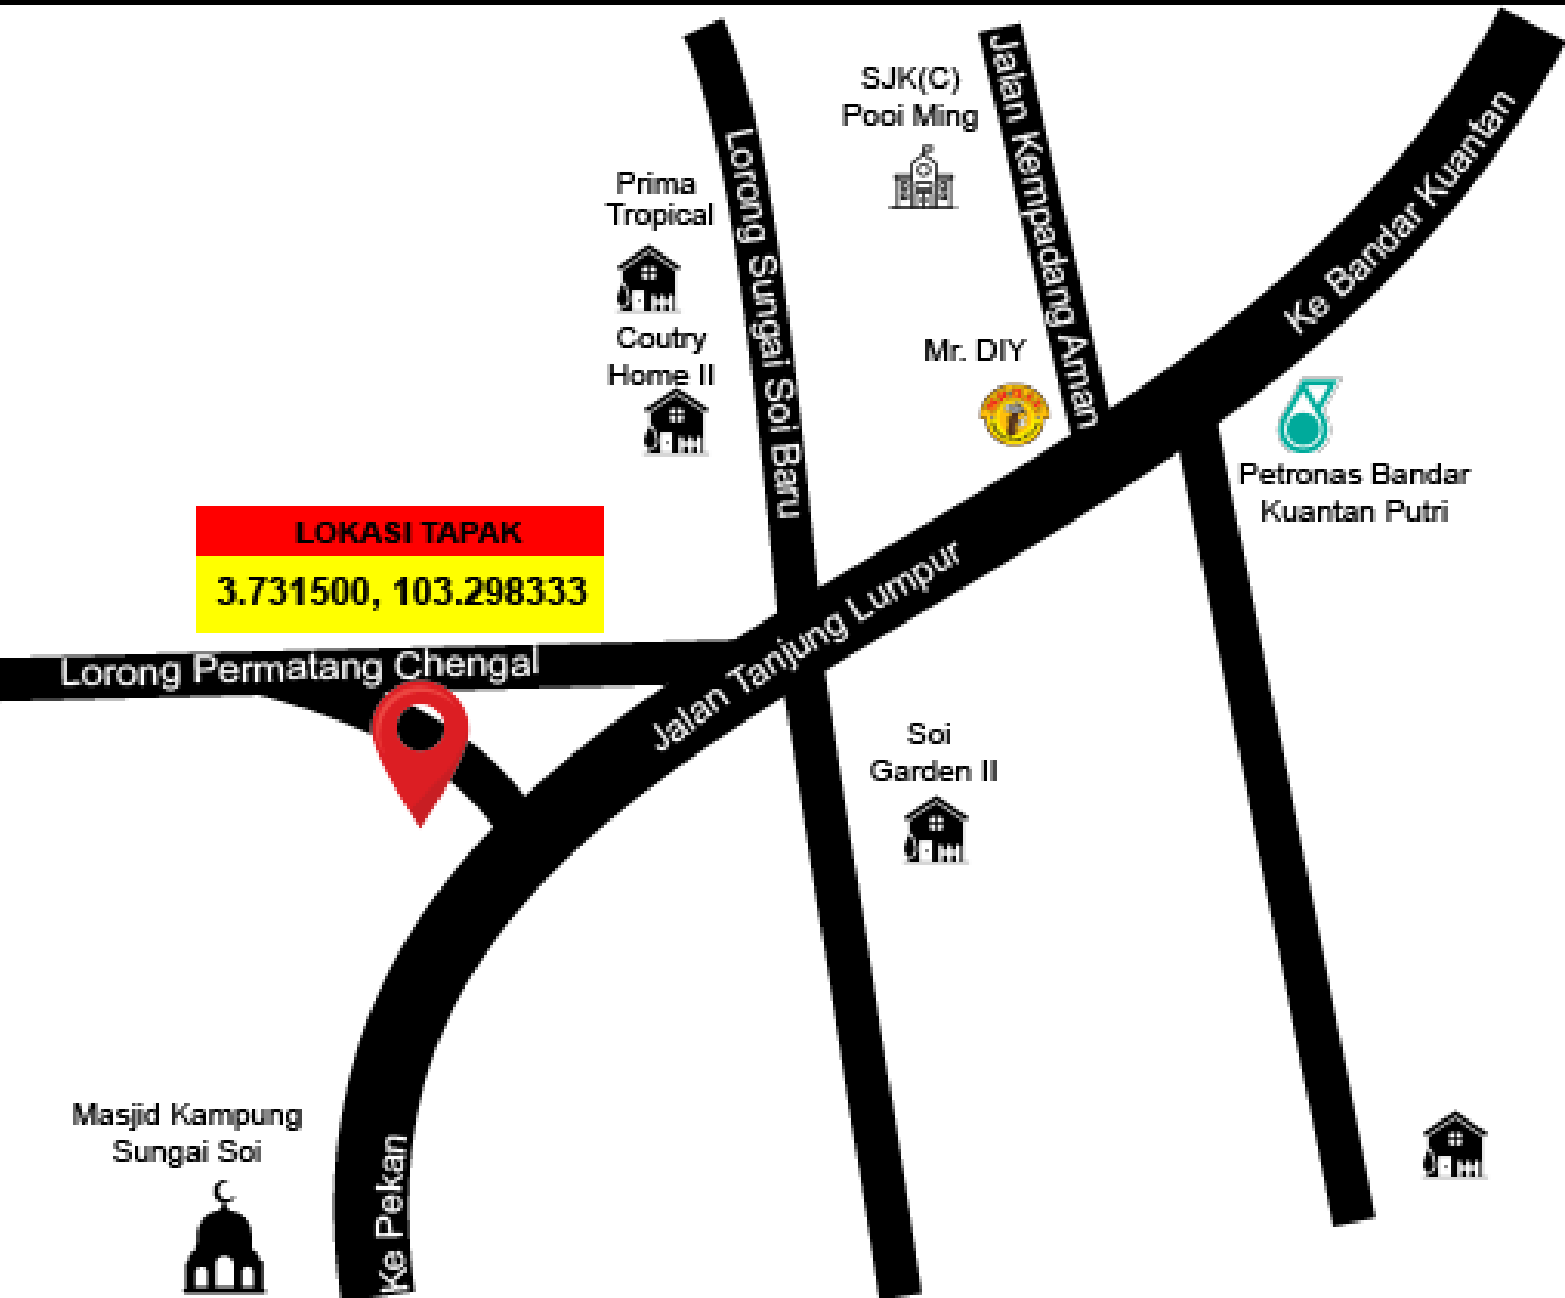 SJK(C)
Pooi Ming
Jalan Kempadang Aman
Ke Bandar Kuantan
Lorong Sungai Soi Baru
Prima
Tropical
Coutry
Home II
Mr. DIY
Petronas Bandar
Kuantan Putri
LOKASI TAPAK
3.731500, 103.298333
Lorong Permatang Chengal
Jalan Tanjung Lumpur
Soi
Garden II
Masjid Kampung
Sungai Soi
Ke Pekan